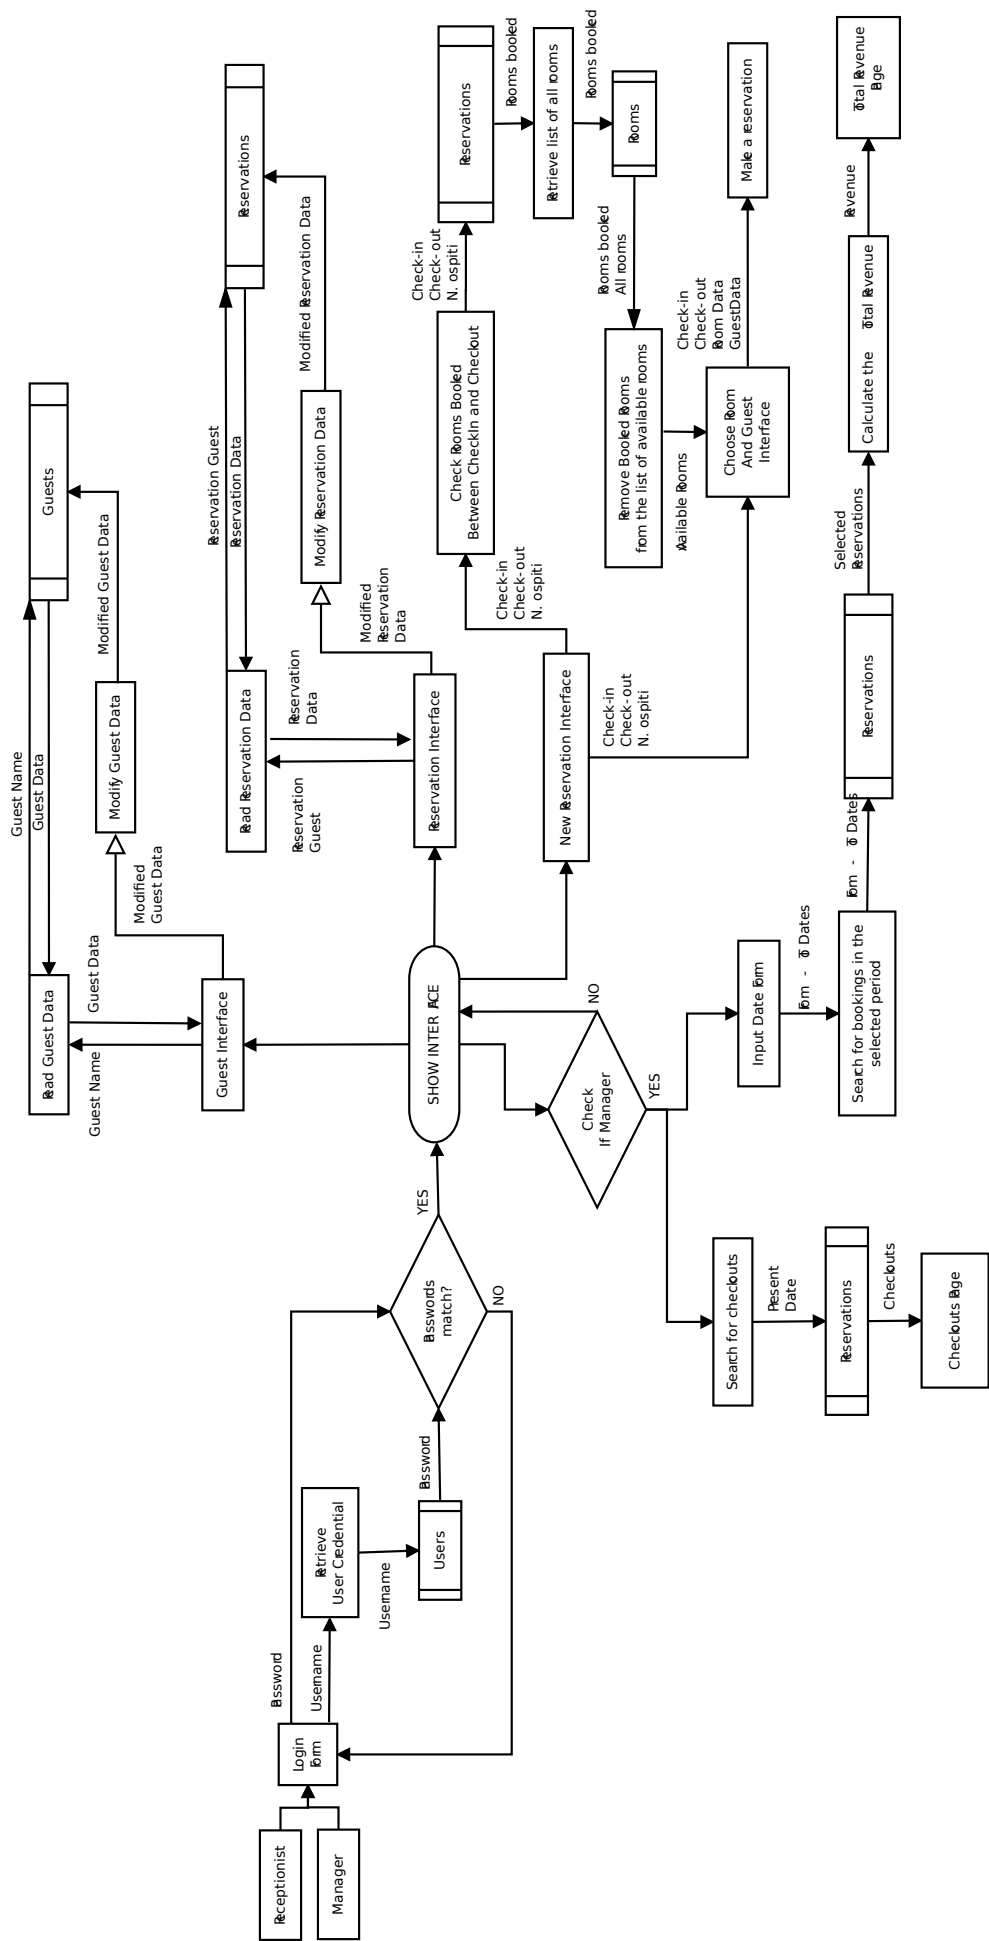 Receptionist
Manager
Login
Form
Password
Username
Retrieve
User Credential
Username
Users
Password
Passwords
match?
YES
NO
SHOW INTERFACE
Guest Interface
Guest Name
Guest Data
Read Guest Data
Guest Name
Guest Data
Guests
Modified
Guest Data
Modify Guest Data
Modified Guest Data
Reservation Interface
Reservation
Guest
Reservation
Data
Read Reservation Data
Reservation Guest
Reservation Data
Reservations
Modified
Reservation
Data
Modify Reservation Data
Modified Reservation Data
New Reservation Interface
Check-in
Check-out
N. ospiti
Check Rooms Booked
Between CheckIn and Checkout
Check-in
Check-out
N. ospiti
Reservations
Rooms booked
Retrieve list of all rooms
Rooms booked
Rooms
Rooms booked
All rooms
Remove Booked Rooms
from the list of available rooms
Available Rooms
Check-in
Check-out
N. ospiti
Choose Room
And Guest
Interface
Check-in
Check-out
Room Data
GuestData
Make a reservation
Check
If Manager
NO
YES
Input Date Form
From - TO Dates
Search for bookings in the
selected period
From - TO Dates
Reservations
Selected
Reservations
Calculate the Total Revenue
Revenue
Total Revenue
Page
Search for checkouts
Present
Date
Reservations
Checkouts
Checkouts Page